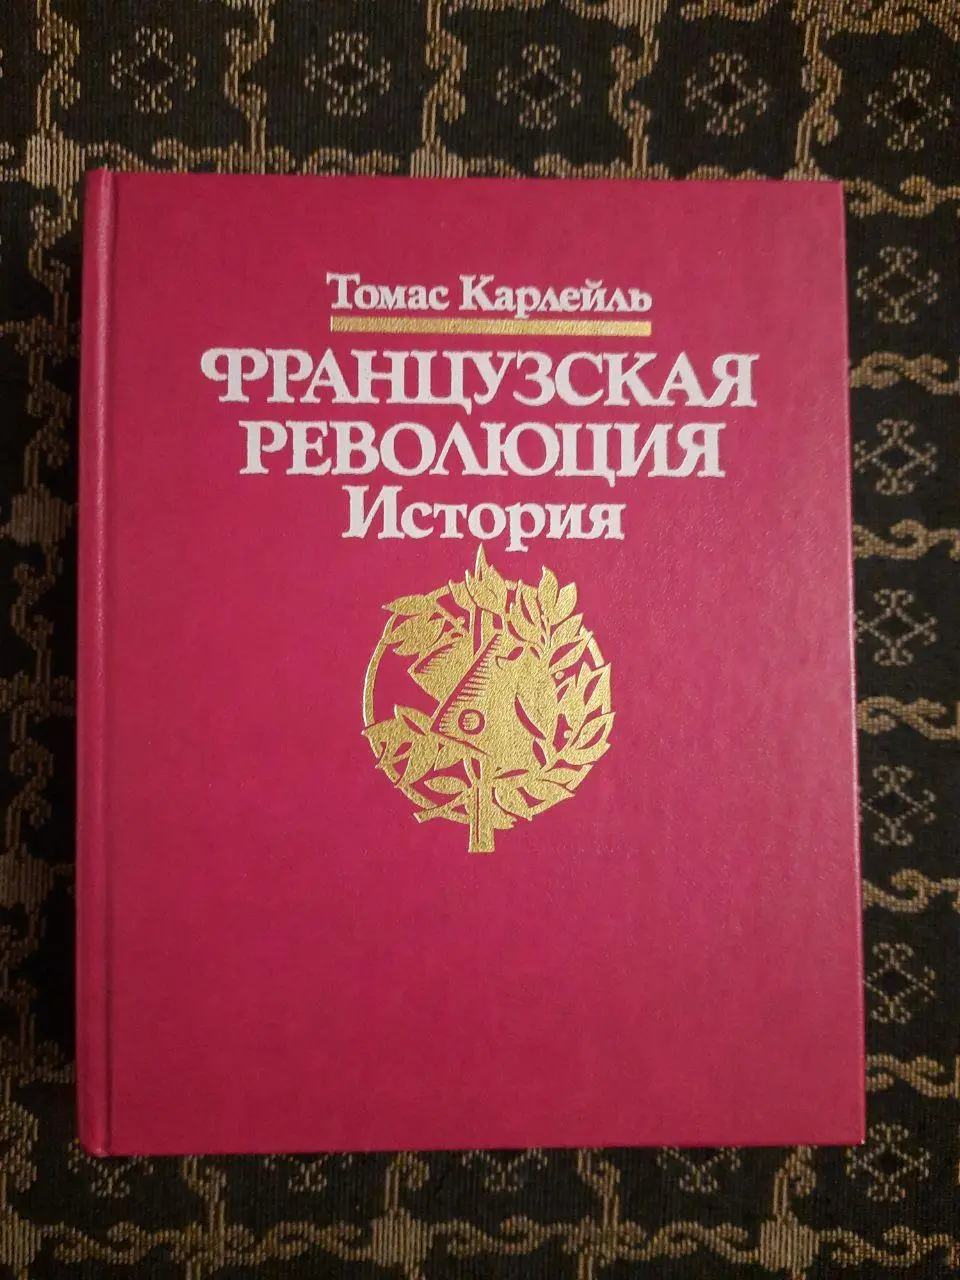 Томас Карлейль
ФРАНЦУЗСКАЯ
РЕВОЛЮЦИЯ
История